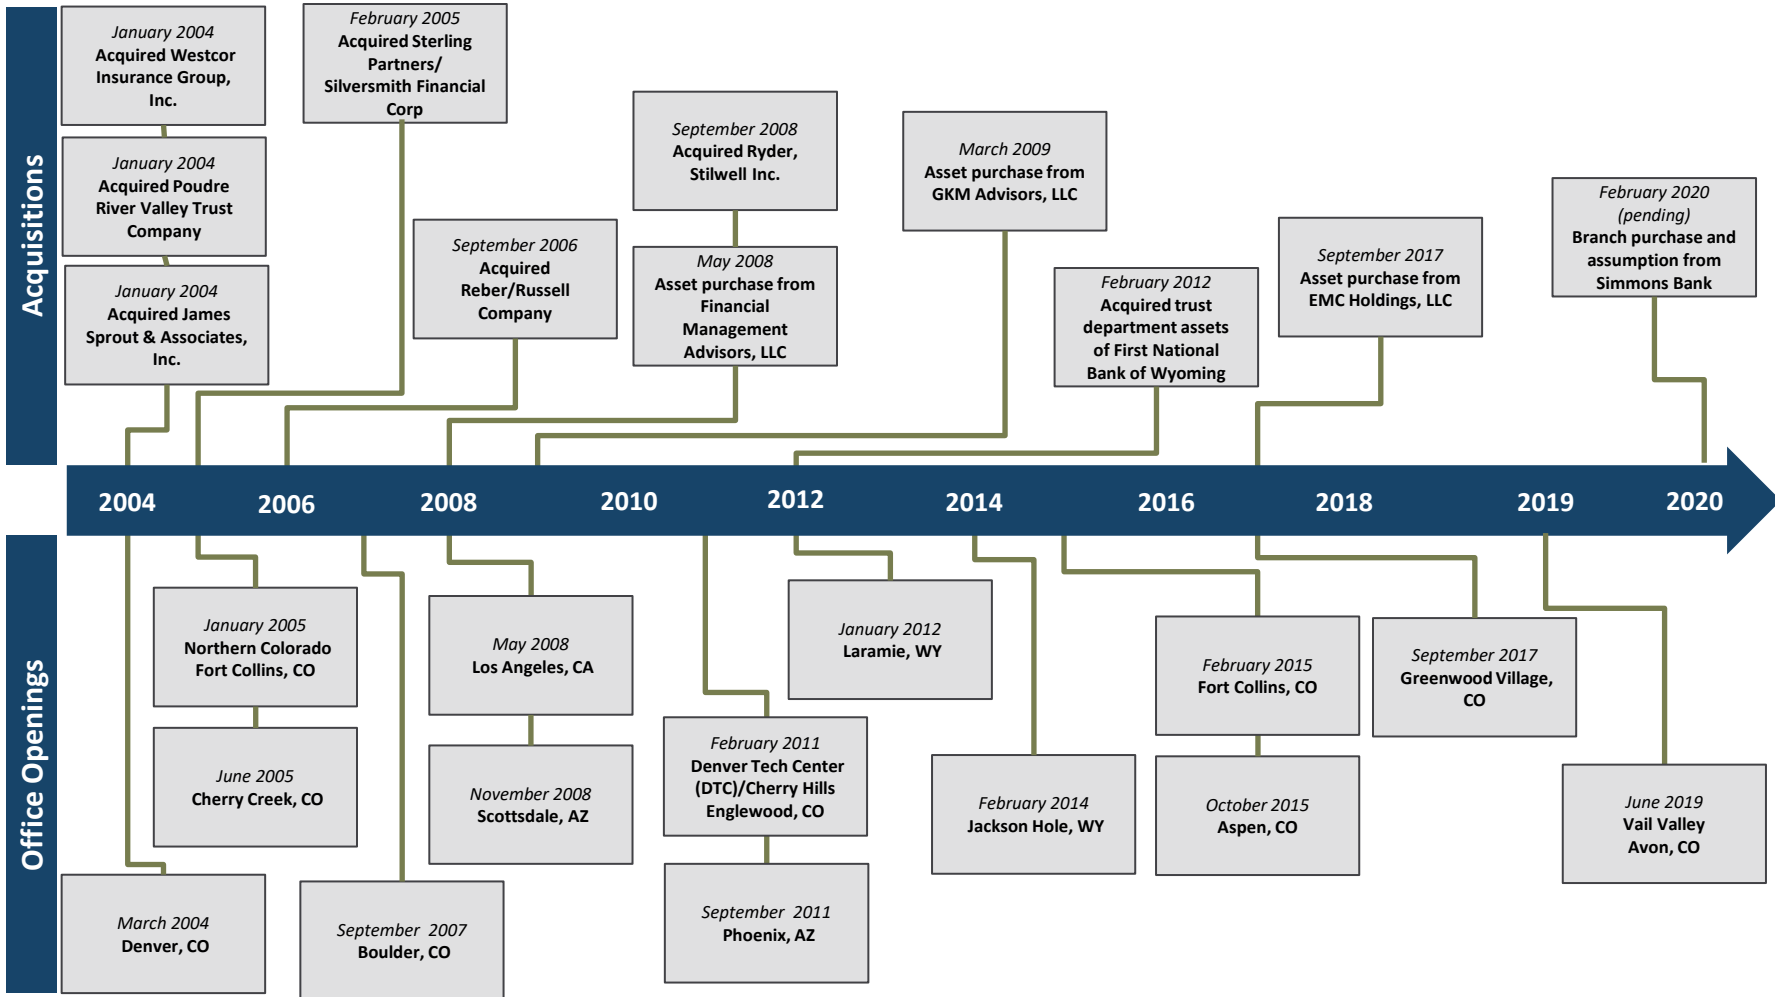 Acquisitions
January 2004
Acquired Westcor
Insurance Group,
Inc.
January 2004
Acquired Poudre
River Valley Trust
Company
January 2004
Acquired James
Sprout & Associates,
Inc.
February 2005
Acquired Sterling
Partners/
Silversmith Financial
Corp
September 2006
Acquired
Reber/Russell
Company
September 2008
Acquired Ryder,
Stilwell Inc.
May 2008
Asset purchase from
Financial
Management
Advisors, LLC
March 2009
Asset purchase from
GKM Advisors, LLC
February 2012
Acquired trust
department assets
of First National
Bank of Wyoming
September 2017
Asset purchase from
EMC Holdings, LLC
February 2020
(pending)
Branch purchase and
assumption from
Simmons Bank
2004
2006
2008
2010
2012
2014
2016
2018
2019
2020
Office Openings
March 2004
Denver, CO
January 2005
Northern Colorado
Fort Collins, CO
June 2005
Cherry Creek, CO
September 2007
Boulder, CO
May 2008
Los Angeles, CA
November 2008
Scottsdale, AZ
February 2011
Denver Tech Center
(DTC)/Cherry Hills
Englewood, CO
September 2011
Phoenix, AZ
January 2012
Laramie, WY
February 2014
Jackson Hole, WY
February 2015
Fort Collins, CO
October 2015
Aspen, CO
September 2017
Greenwood Village,
CO
June 2019
Vail Valley
Avon, CO